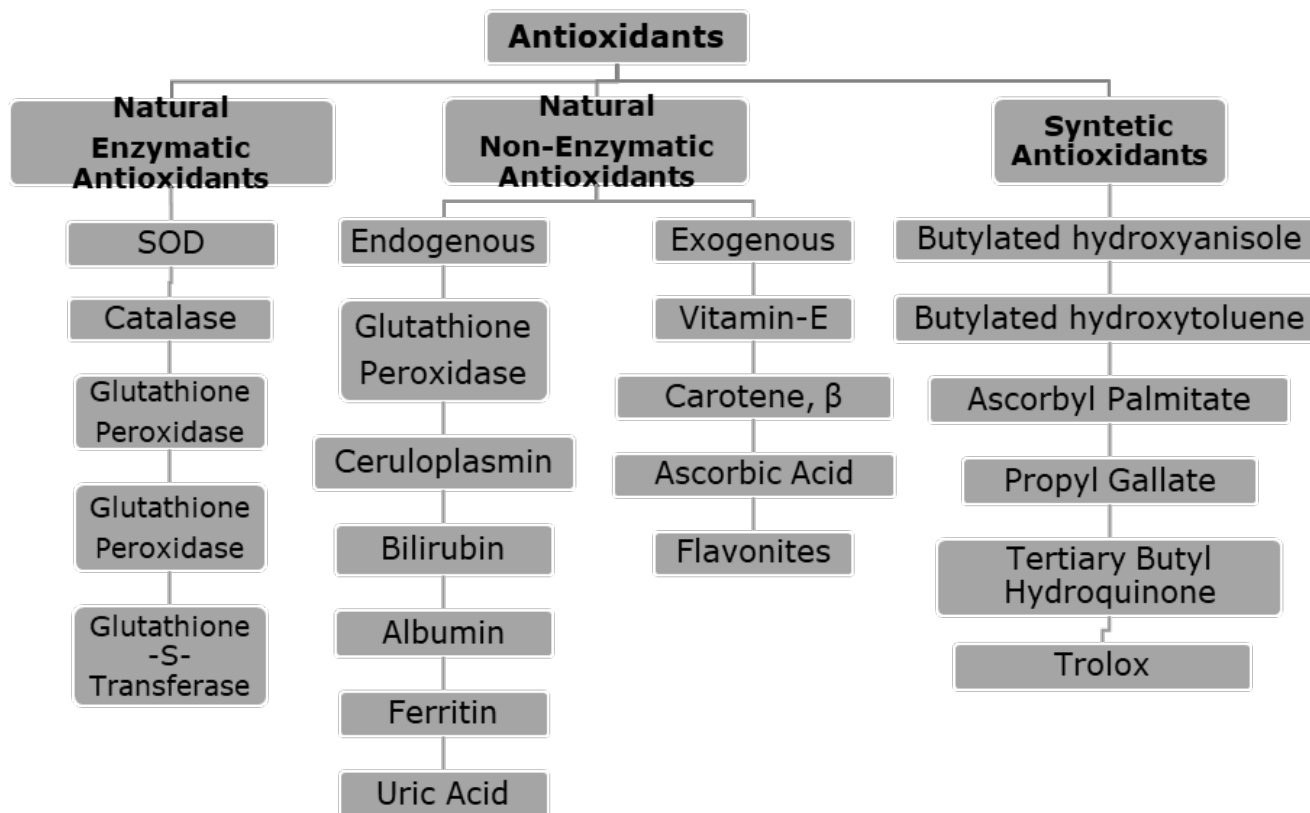 Antioxidants
Natural
Enzymatic
Antioxidants
SOD
Catalase
Glutathione
Peroxidase
Glutathione
Peroxidase
Glutathione
-S-
Transferase
Natural
Non-Enzymatic
Antioxidants
Endogenous
Glutathione
Peroxidase
Ceruloplasmin
Bilirubin
Albumin
Ferritin
Uric Acid
Exogenous
Vitamin-E
Carotene, β
Ascorbic Acid
Flavonites
Syntetic
Antioxidants
Butylated hydroxyanisole
Butylated hydroxytoluene
Ascorbyl Palmitate
Propyl Gallate
Tertiary Butyl
Hydroquinone
Trolox